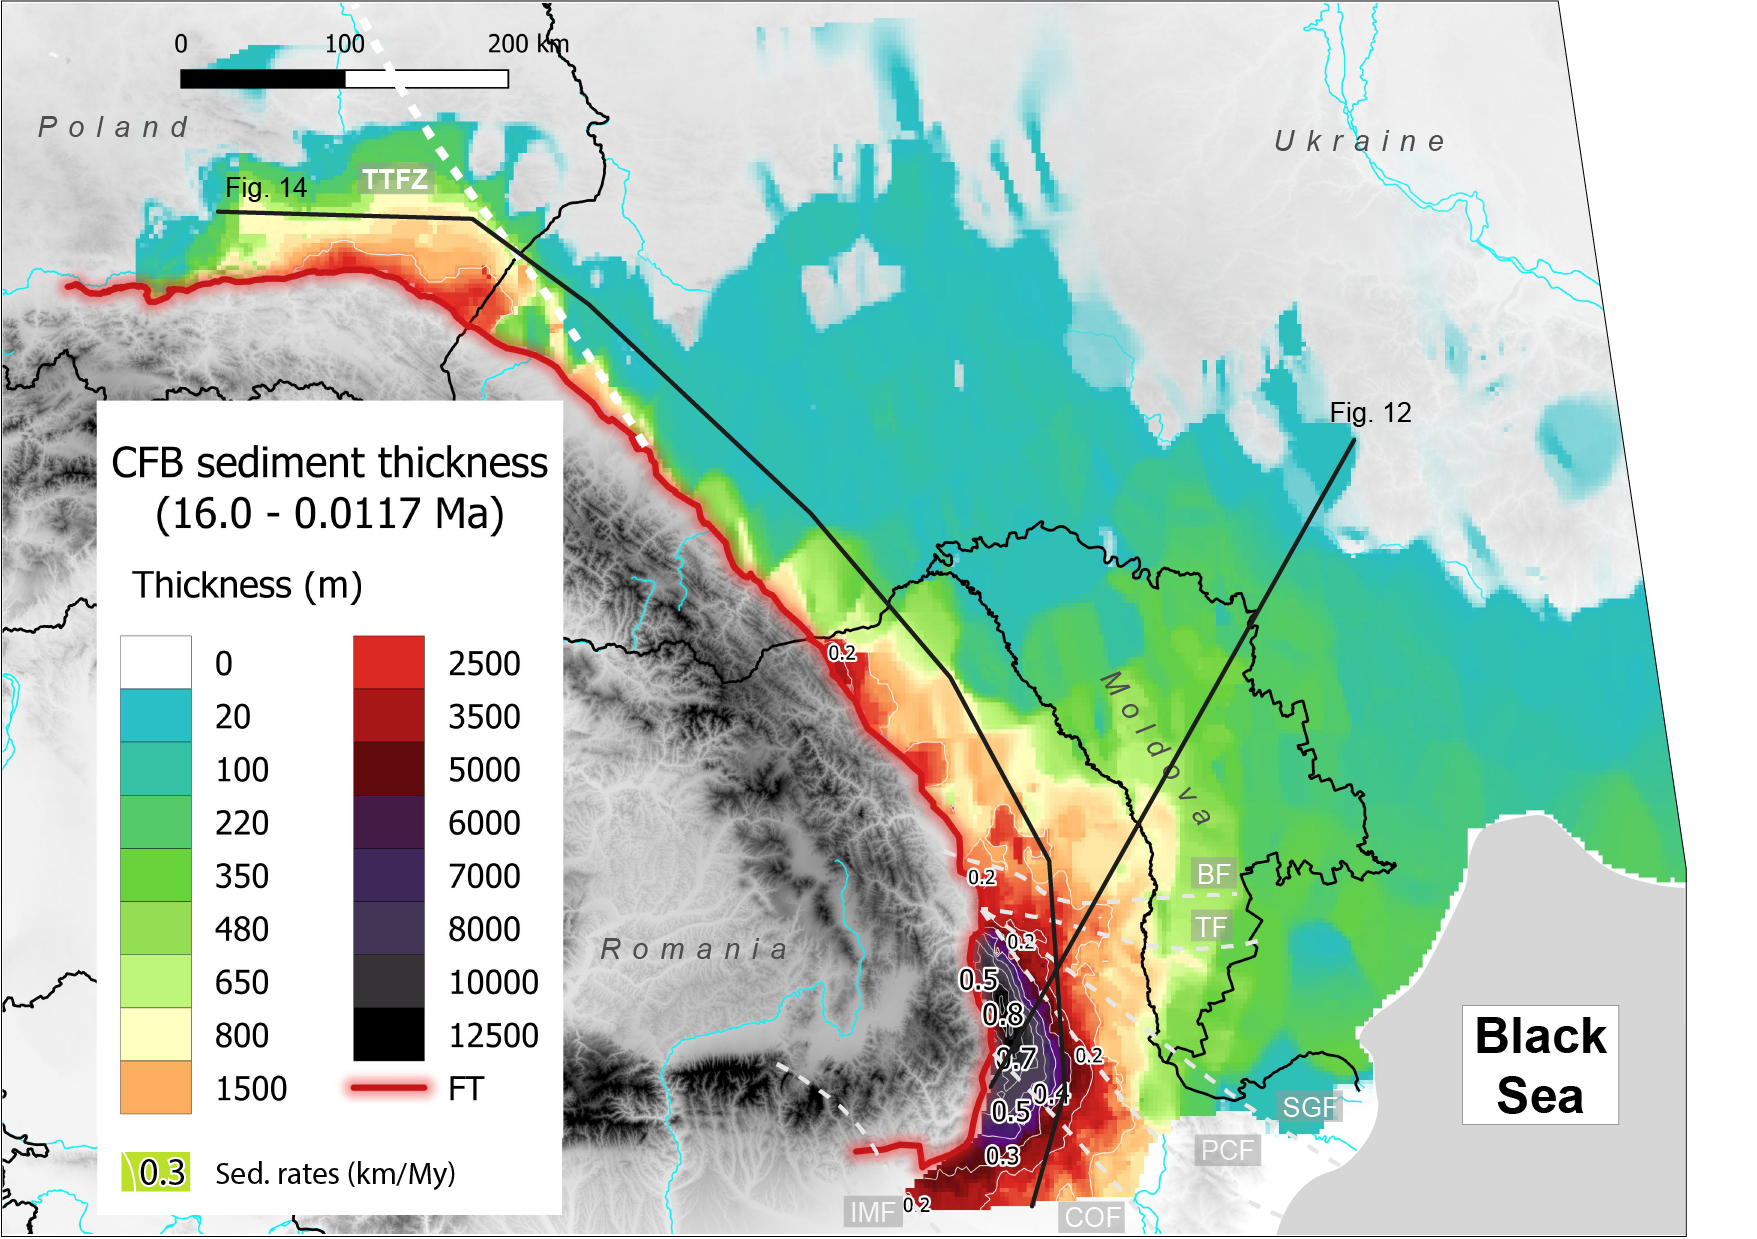 0 100 200 km
Poland
Ukraine
TTFZ
Fig. 14
Fig. 12
CFB sediment thickness
(16.0 - 0.0117 Ma)
Thickness (m)
0 2500
20 3500
100 5000
220 6000
350 7000
480 8000
650 10000
800 12500
1500 FT
0.3 Sed. rates (km/My)
0.2
Moldova
0.2
BF
TF
Romania
0.2
0.5
0.8
0.7
0.2
0.4
0.5
0.3
0.2
IMF
COF
PCF
SGF
Black
Sea